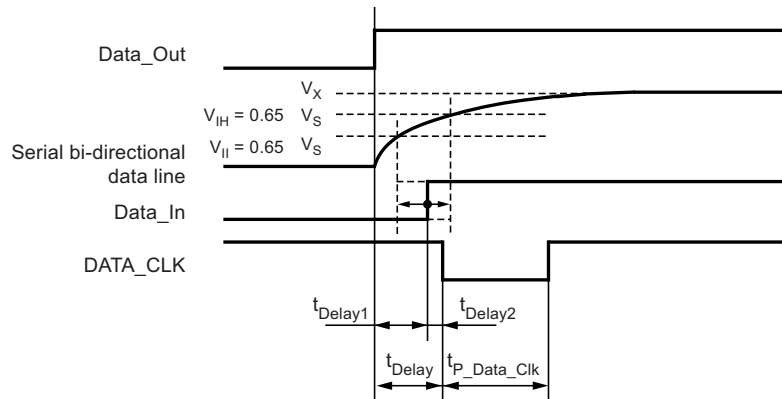 Data_Out
V_X
V_IH = 0.65 V_S
V_II = 0.65 V_S
Serial bi-directional
data line
Data_In
DATA_CLK
t_Delay1 t_Delay2
t_Delay t_P_Data_Clk